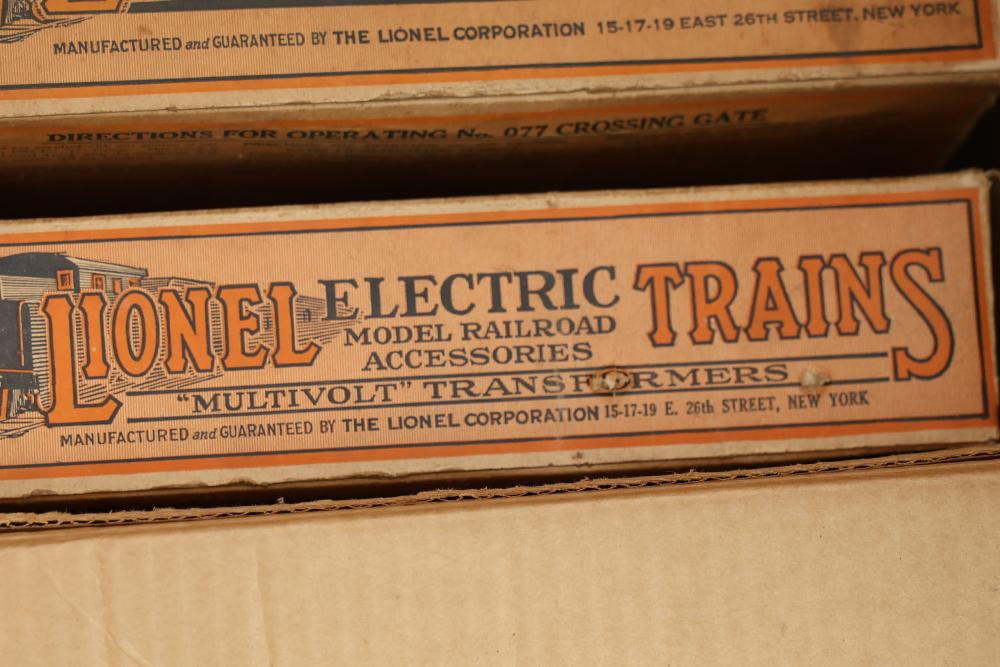 MANUFACTURED and GUARANTEED BY THE LIONEL CORPORATION 15-17-19 EAST 26TH STREET, NEW YORK
DIRECTIONS FOR OPERATING No. 077 CROSSING GATE
LIONEL ELECTRIC TRAINS
MODEL RAILROAD
ACCESSORIES
"MULTIVOLT" TRANSFORMERS
MANUFACTURED and GUARANTEED BY THE LIONEL CORPORATION 15-17-19 E. 26th STREET, NEW YORK